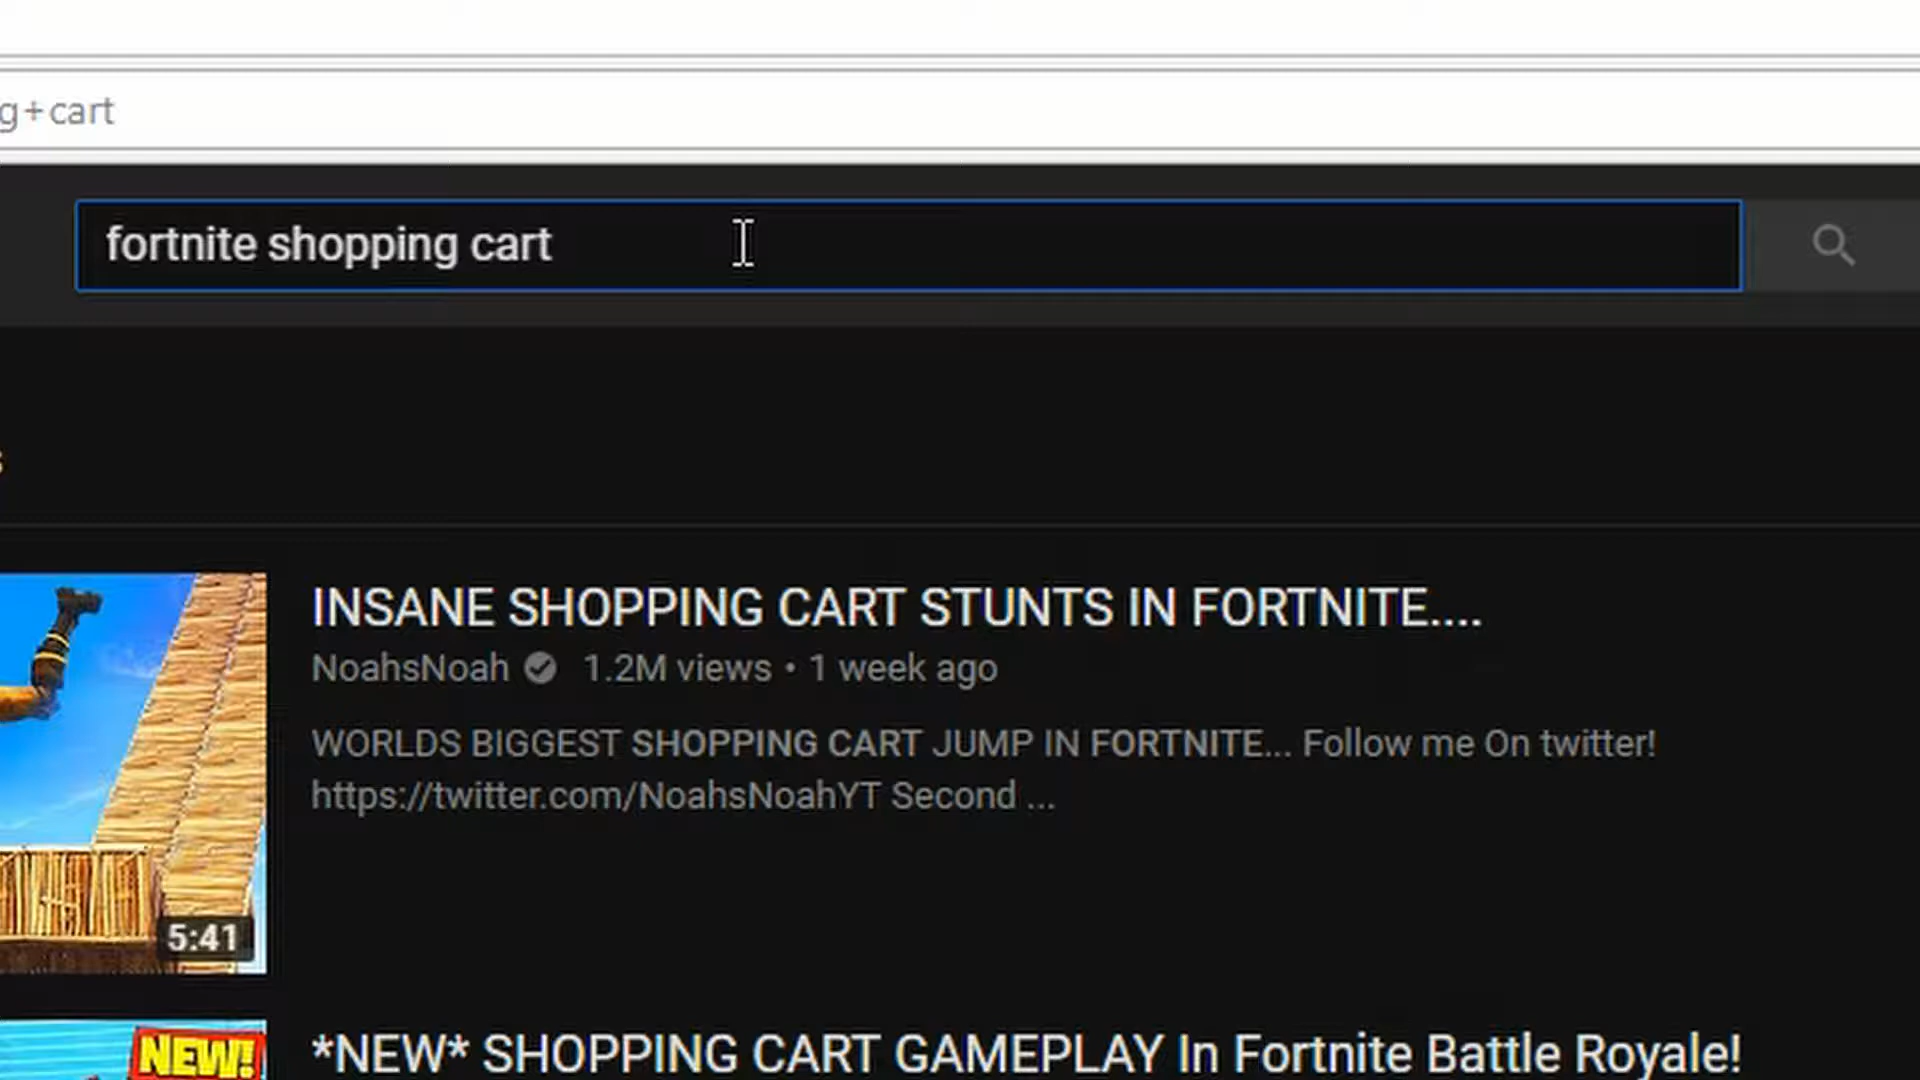 g+cart
fortnite shopping cart
INSANE SHOPPING CART STUNTS IN FORTNITE....
NoahsNoah 1.2M views • 1 week ago
WORLDS BIGGEST SHOPPING CART JUMP IN FORTNITE... Follow me On twitter!
https://twitter.com/NoahsNoahYT Second ...
5:41
NEW!
*NEW* SHOPPING CART GAMEPLAY In Fortnite Battle Royale!